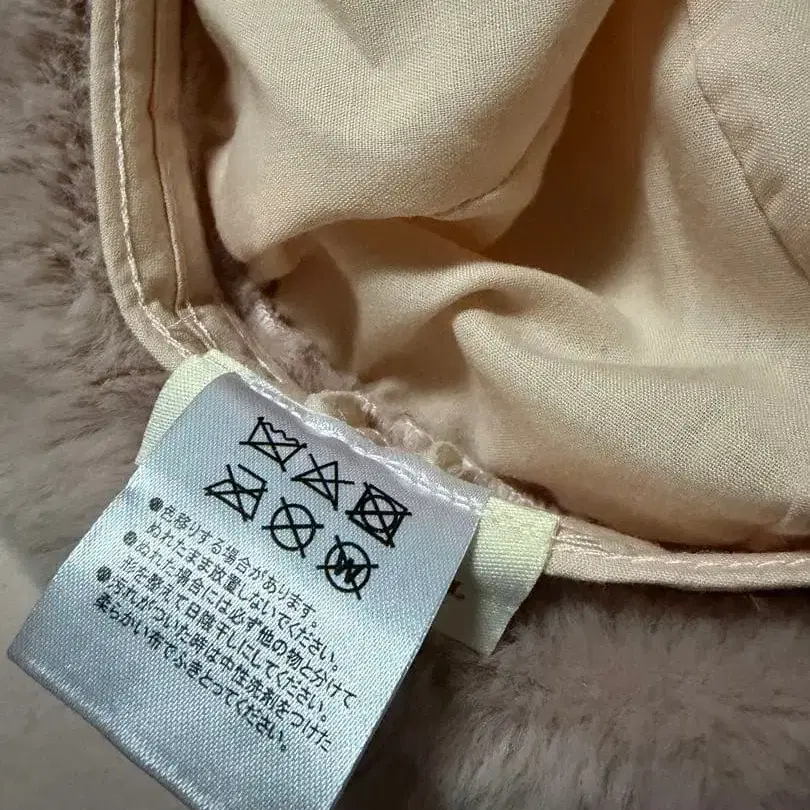 ●色移りする場合があります。
ぬれたまま放置しないでください。
●ぬれた場合には必ず他の物と分けて
形を整えて日陰干しにしてください。
●汚れがついた時は中性洗剤をつけた
柔らかい布でふきとってください。